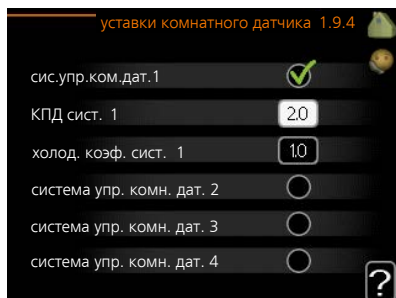 уставки комнатного датчика 1.9.4
сис.упр.ком.дат.1
КПД сист. 1 2.0
холод. коэф. сист. 1 1.0
система упр. комн. дат. 2
система упр. комн. дат. 3
система упр. комн. дат. 4
?